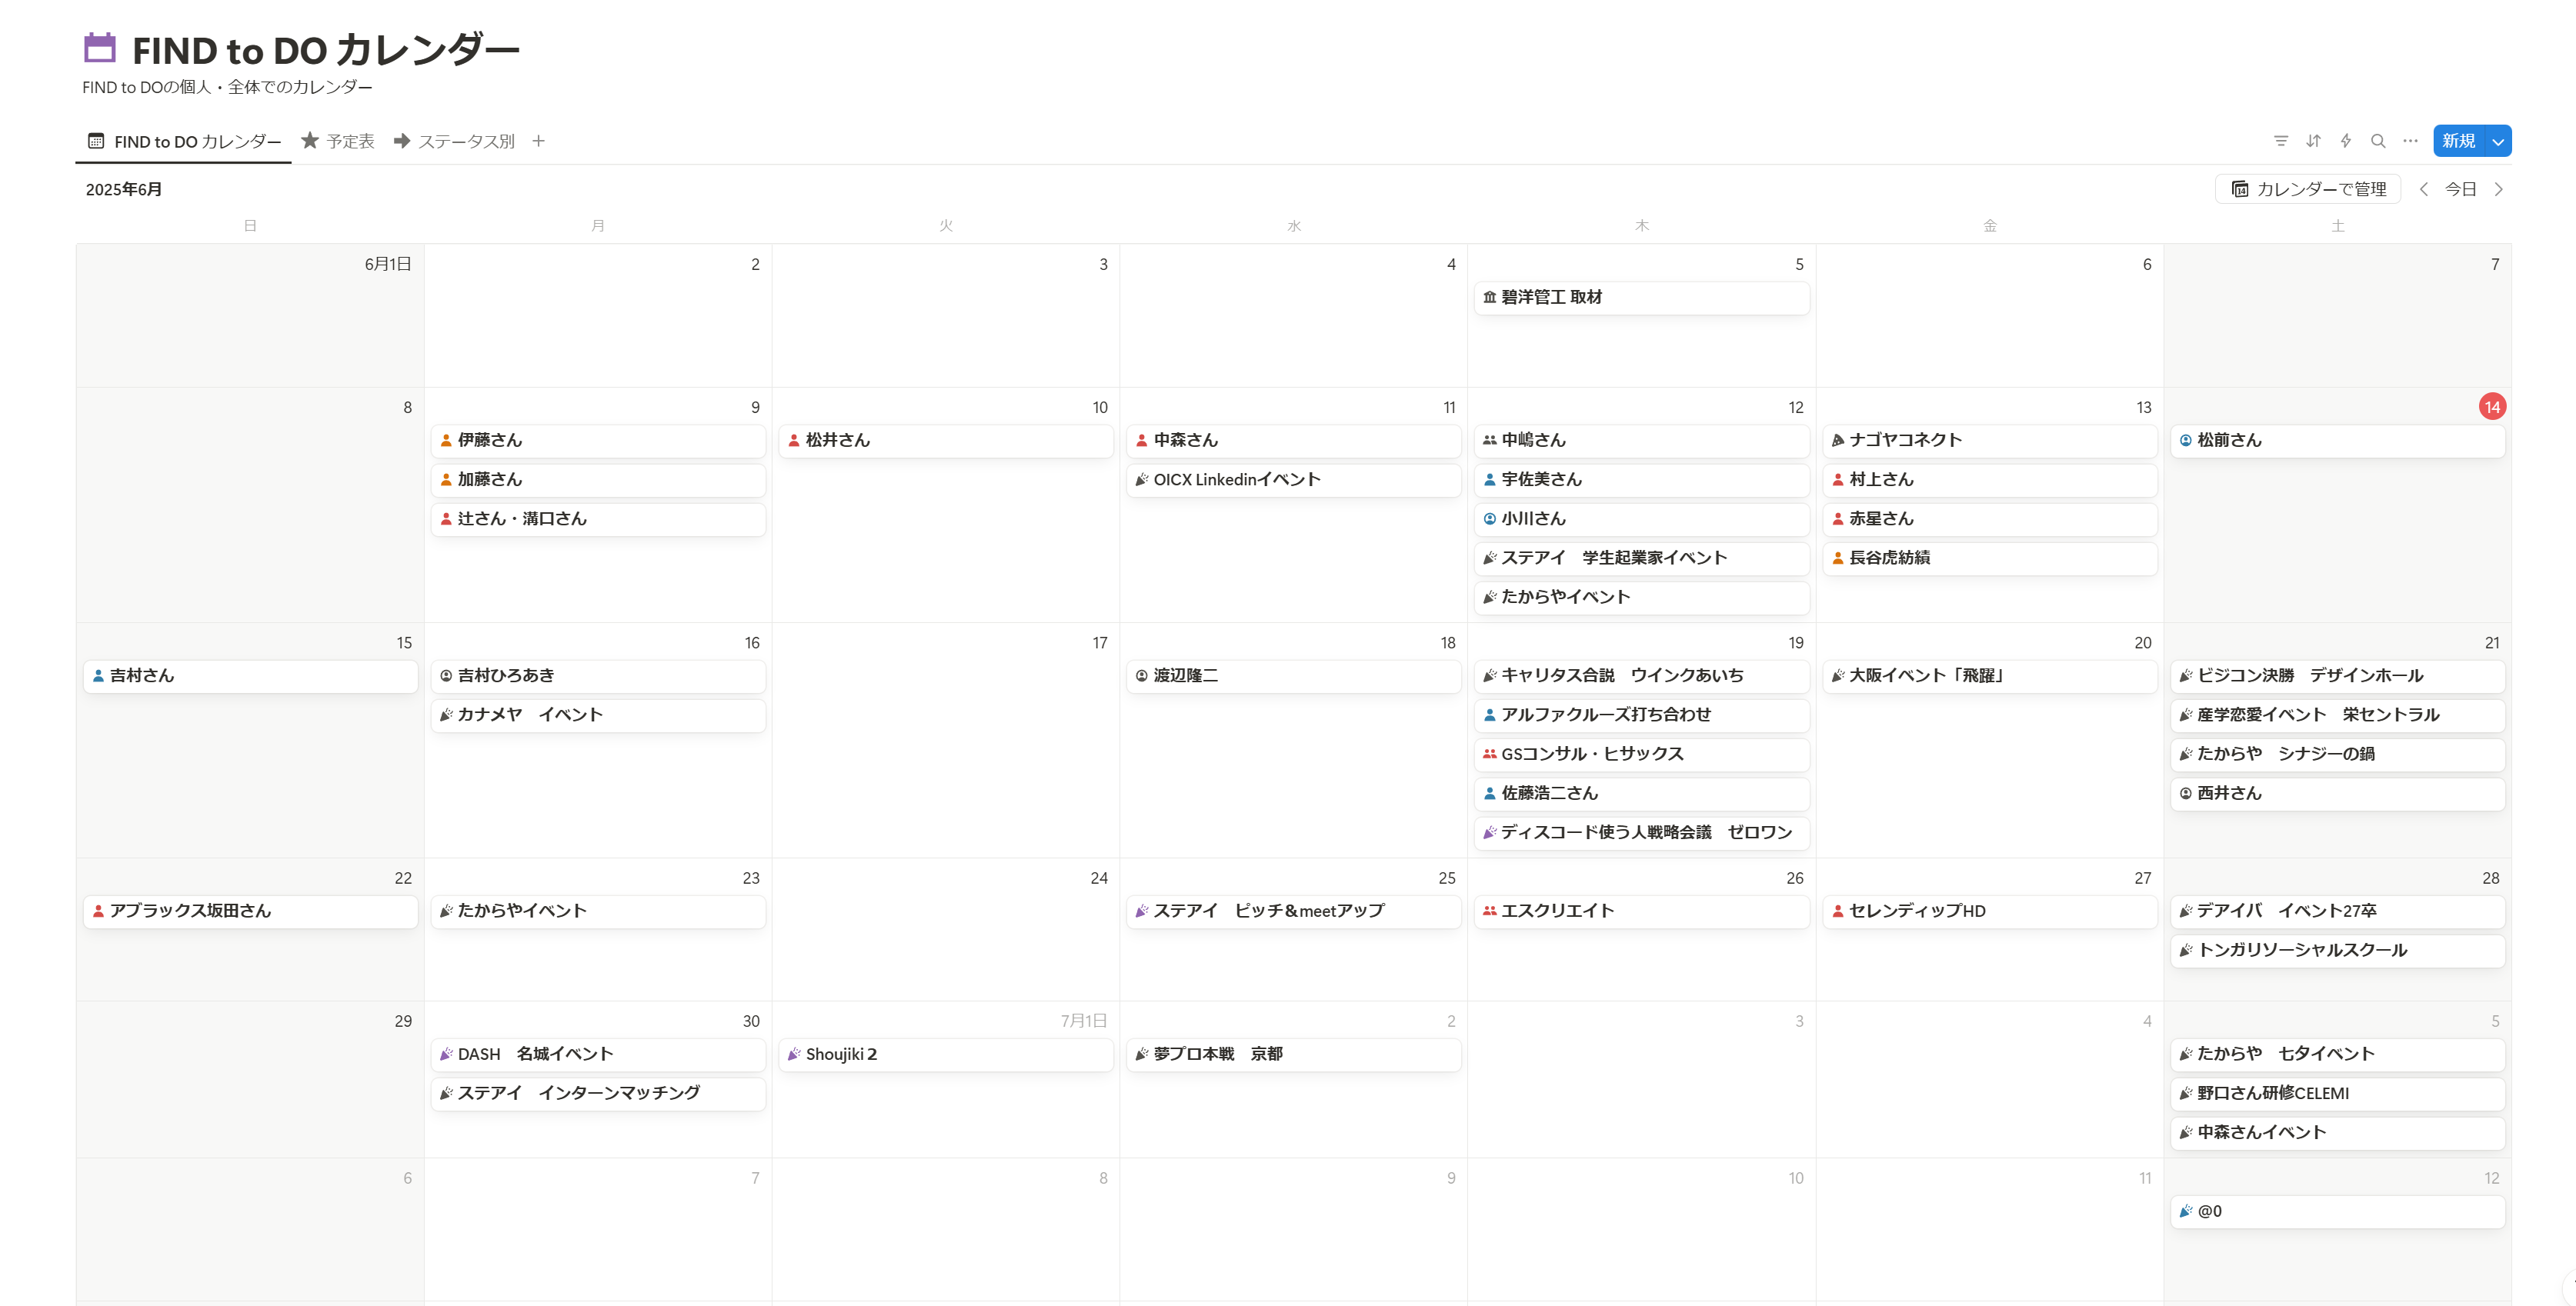 FIND to DO カレンダー
FIND to DOの個人・全体でのカレンダー
FIND to DO カレンダー 予定表 ステータス別
新規
2025年6月
カレンダーで管理 今日
日 月 火 水 木 金 土
6月1日 2 3 4 5 6 7
碧洋管工 取材
8 9 10 11 12 13 14
伊藤さん
加藤さん
辻さん・溝口さん
松井さん
中森さん
OICX Linkedinイベント
中嶋さん
宇佐美さん
小川さん
ステアイ　学生起業家イベント
たからやイベント
ナゴヤコネクト
村上さん
赤星さん
長谷虎紡績
松前さん
15 16 17 18 19 20 21
吉村さん
吉村ひろあき
カナメヤ　イベント
渡辺隆二
キャリタス合説　ウインクあいち
アルファクルーズ打ち合わせ
GSコンサル・ヒサックス
佐藤浩二さん
ディスコード使う人戦略会議　ゼロワン
大阪イベント「飛躍」
ビジコン決勝　デザインホール
産学恋愛イベント　栄セントラル
たからや　シナジーの鍋
西井さん
22 23 24 25 26 27 28
アブラックス坂田さん
たからやイベント
ステアイ　ピッチ&meetアップ
エスクリエイト
セレンディップHD
デアイバ　イベント27卒
トンガリソーシャルスクール
29 30 7月1日 2 3 4 5
DASH　名城イベント
ステアイ　インターンマッチング
Shoujiki２
夢プロ本戦　京都
たからや　七夕イベント
野口さん研修CELEMI
中森さんイベント
6 7 8 9 10 11 12
@0